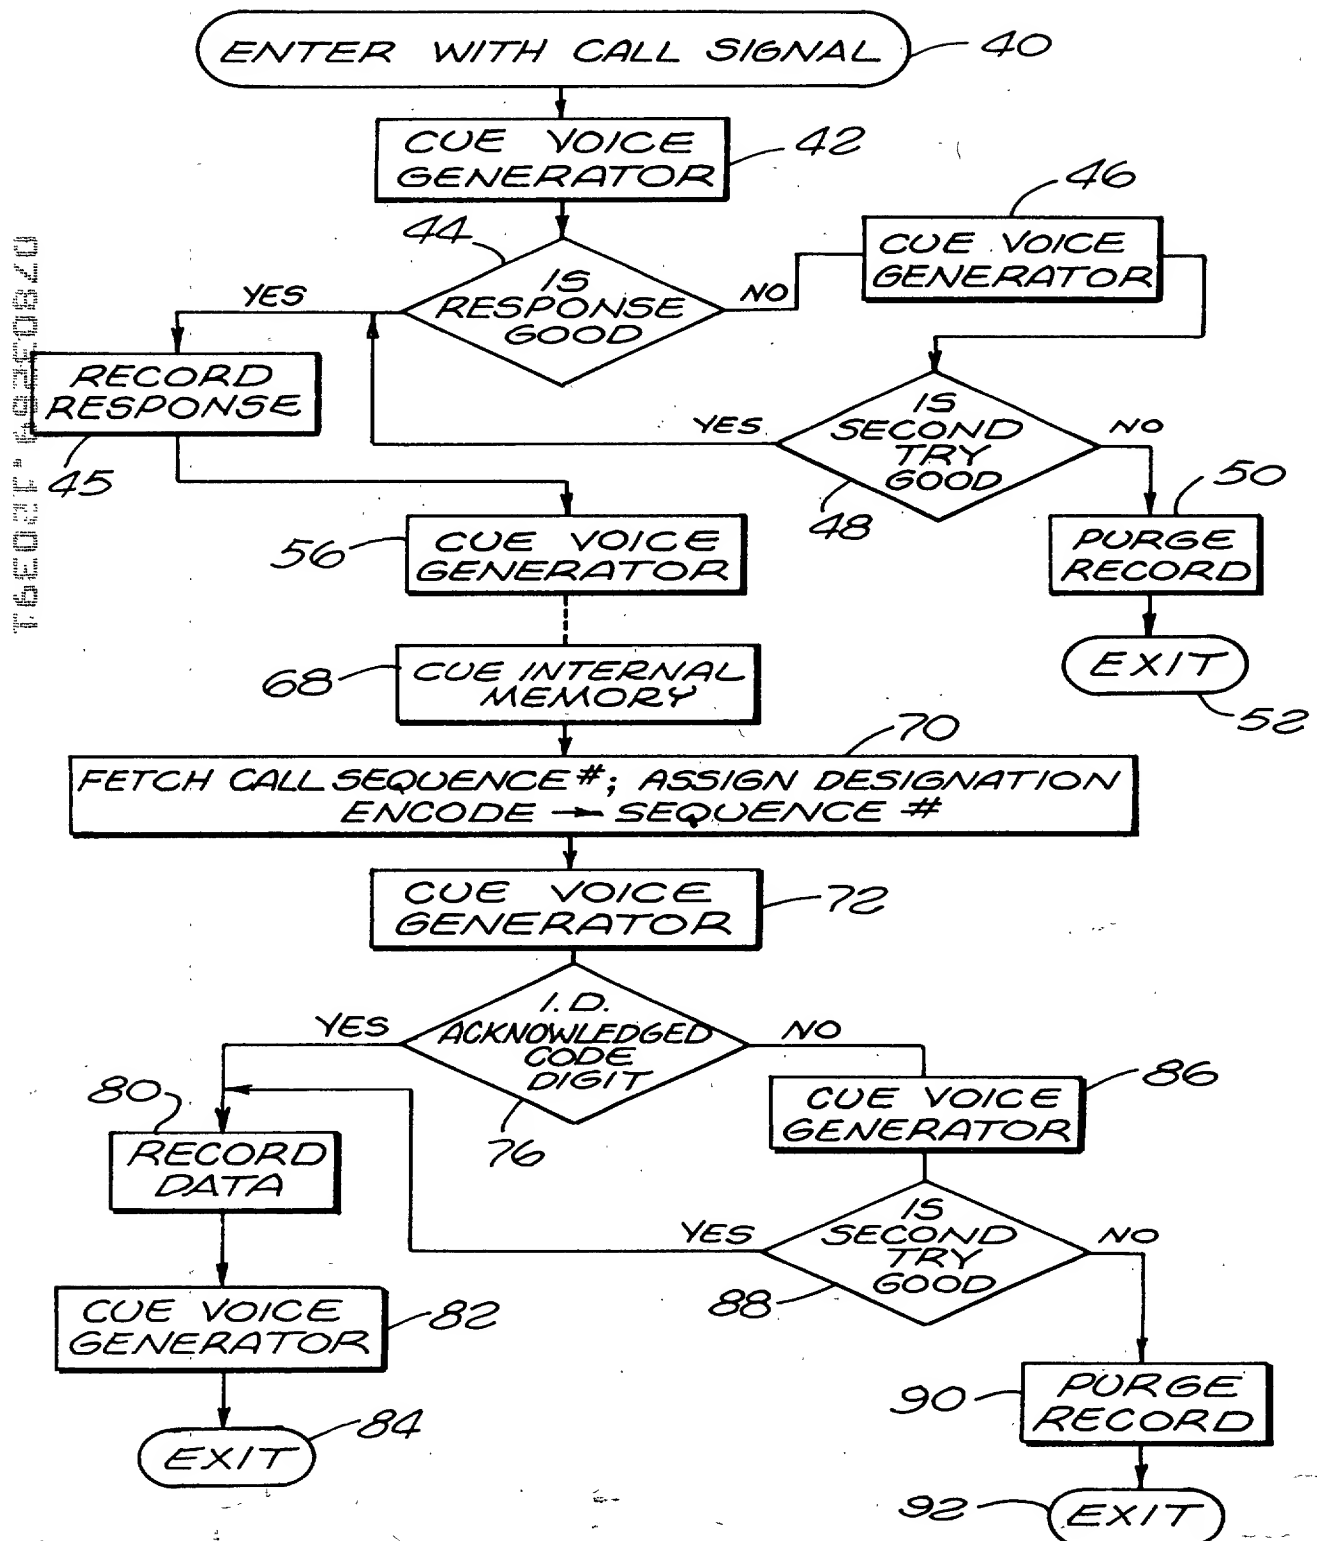 ENTER WITH CALL SIGNAL
40
CUE VOICE
GENERATOR
42
44
IS
RESPONSE
GOOD
YES
NO
46
CUE VOICE
GENERATOR
RECORD
RESPONSE
45
IS
SECOND
TRY
GOOD
YES
NO
48
50
PURGE
RECORD
EXIT
52
56
CUE VOICE
GENERATOR
68
CUE INTERNAL
MEMORY
70
FETCH CALL SEQUENCE #; ASSIGN DESIGNATION
ENCODE → SEQUENCE #
CUE VOICE
GENERATOR
72
I.D.
ACKNOWLEDGED
CODE
DIGIT
YES
NO
76
80
RECORD
DATA
86
CUE VOICE
GENERATOR
IS
SECOND
TRY
GOOD
YES
NO
88
CUE VOICE
GENERATOR
82
EXIT
84
90
PURGE
RECORD
92
EXIT